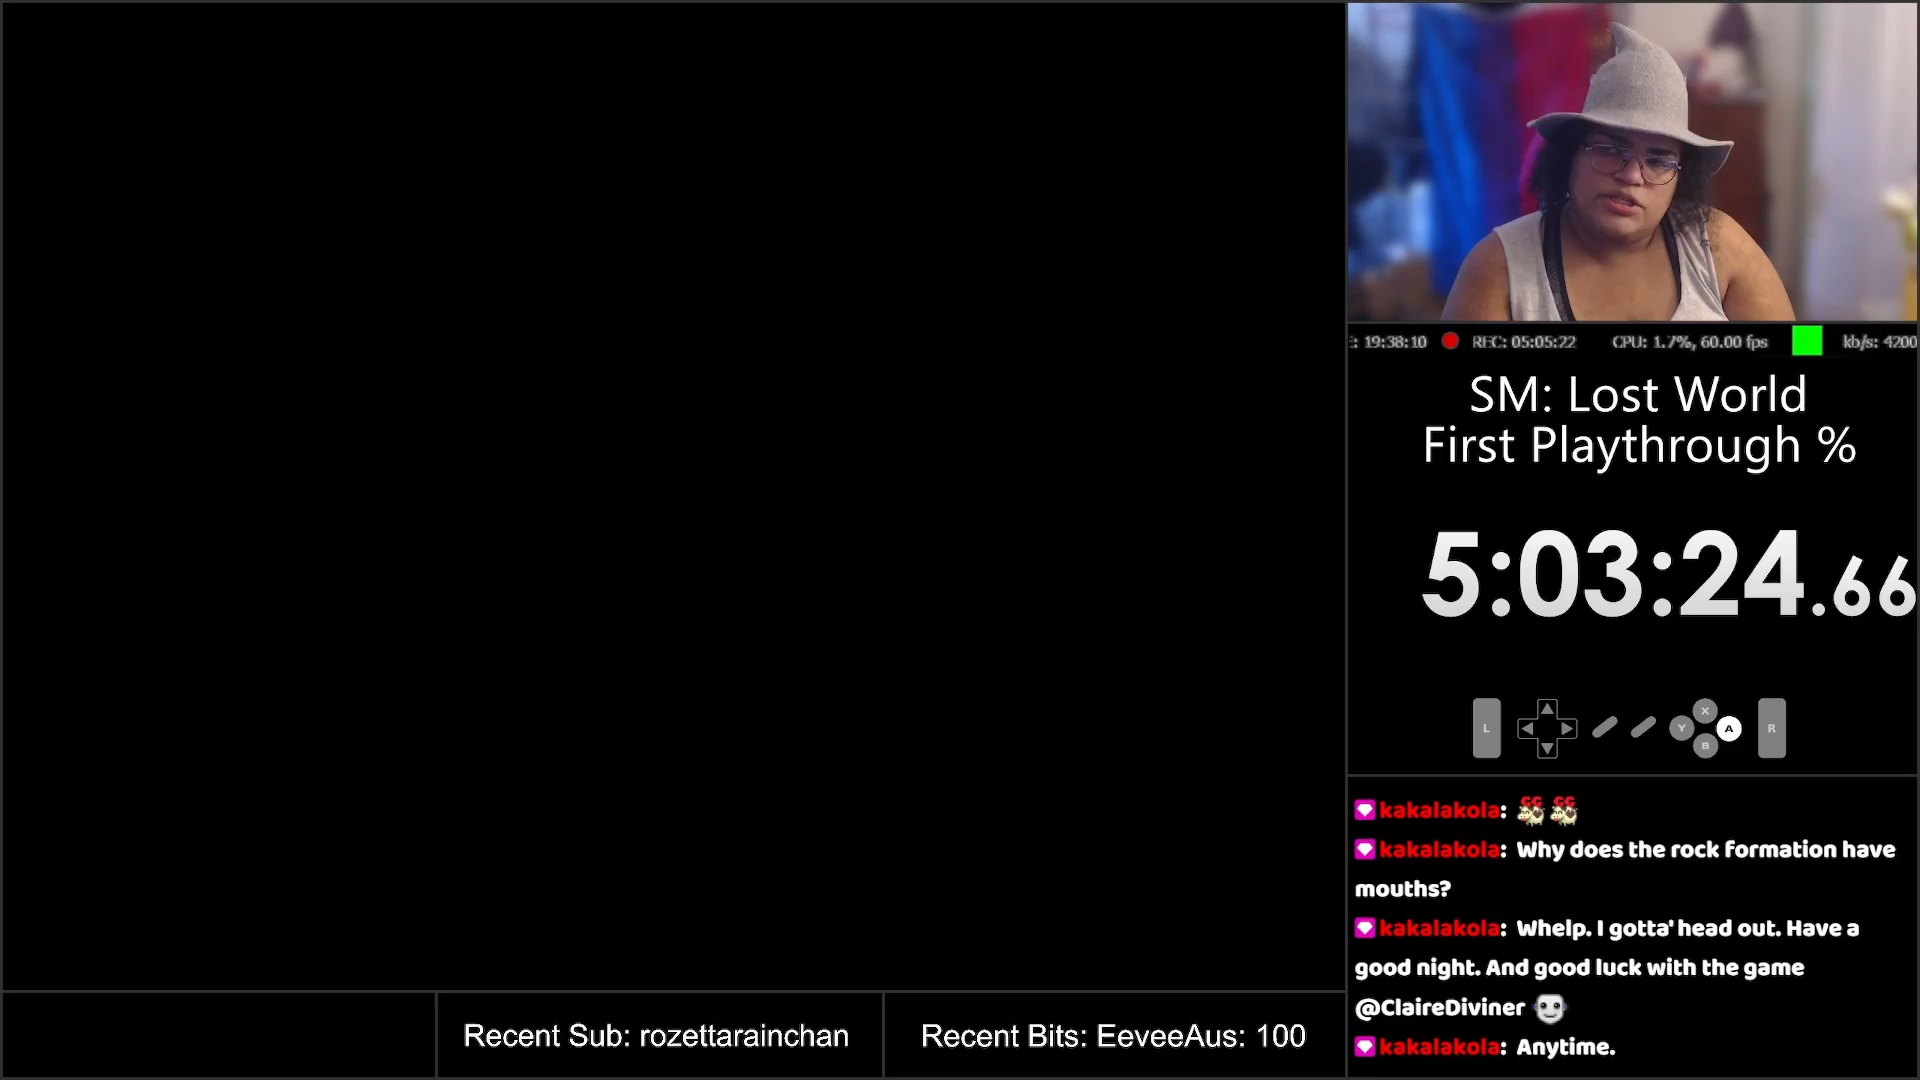 : 19:38:10 REC: 05:05:22 CPU: 1.7%, 60.00 fps kb/s: 4200
SM: Lost World
First Playthrough %
5:03:24.66
L X Y A B R
kakalakola:
kakalakola: Why does the rock formation have
mouths?
kakalakola: Whelp. I gotta' head out. Have a
good night. And good luck with the game
@ClaireDiviner
kakalakola: Anytime.
Recent Sub: rozettarainchan
Recent Bits: EeveeAus: 100